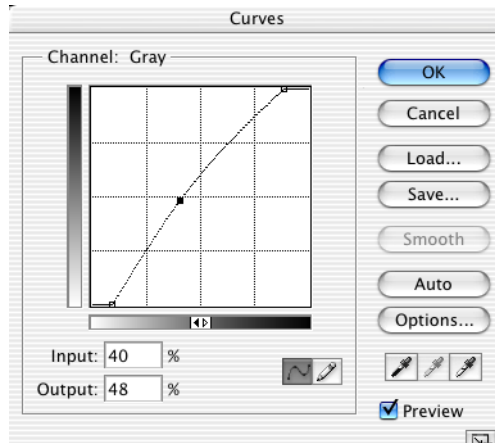 Curves
Channel: Gray
OK
Cancel
Load...
Save...
Smooth
Auto
Options...
Input: 40 %
Output: 48 %
Preview